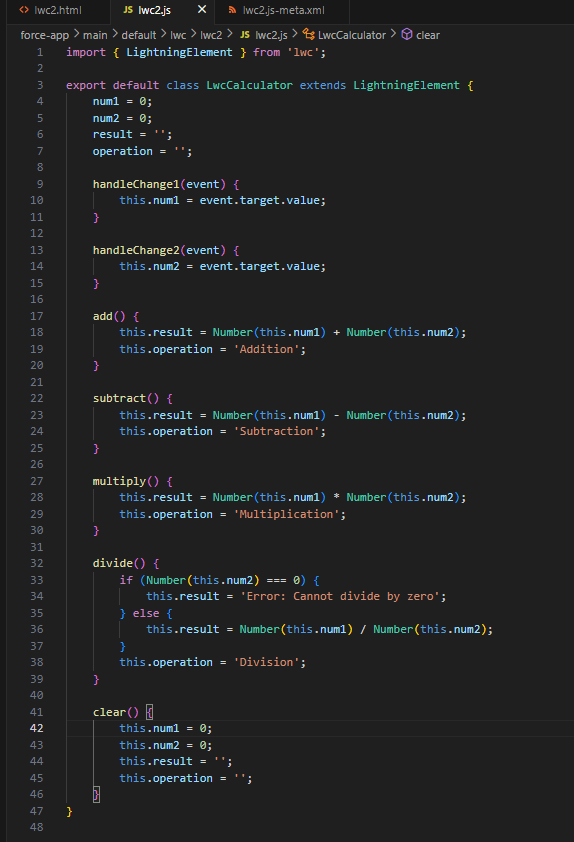 lwc2.html
JS lwc2.js
lwc2.js-meta.xml
force-app > main > default > lwc > lwc2 > JS lwc2.js > LwcCalculator > clear
1 import { LightningElement } from 'lwc';
2
3 export default class LwcCalculator extends LightningElement {
4     num1 = 0;
5     num2 = 0;
6     result = '';
7     operation = '';
8
9     handleChange1(event) {
10         this.num1 = event.target.value;
11     }
12
13     handleChange2(event) {
14         this.num2 = event.target.value;
15     }
16
17     add() {
18         this.result = Number(this.num1) + Number(this.num2);
19         this.operation = 'Addition';
20     }
21
22     subtract() {
23         this.result = Number(this.num1) - Number(this.num2);
24         this.operation = 'Subtraction';
25     }
26
27     multiply() {
28         this.result = Number(this.num1) * Number(this.num2);
29         this.operation = 'Multiplication';
30     }
31
32     divide() {
33         if (Number(this.num2) === 0) {
34             this.result = 'Error: Cannot divide by zero';
35         } else {
36             this.result = Number(this.num1) / Number(this.num2);
37         }
38         this.operation = 'Division';
39     }
40
41     clear() {
42         this.num1 = 0;
43         this.num2 = 0;
44         this.result = '';
45         this.operation = '';
46     }
47 }
48